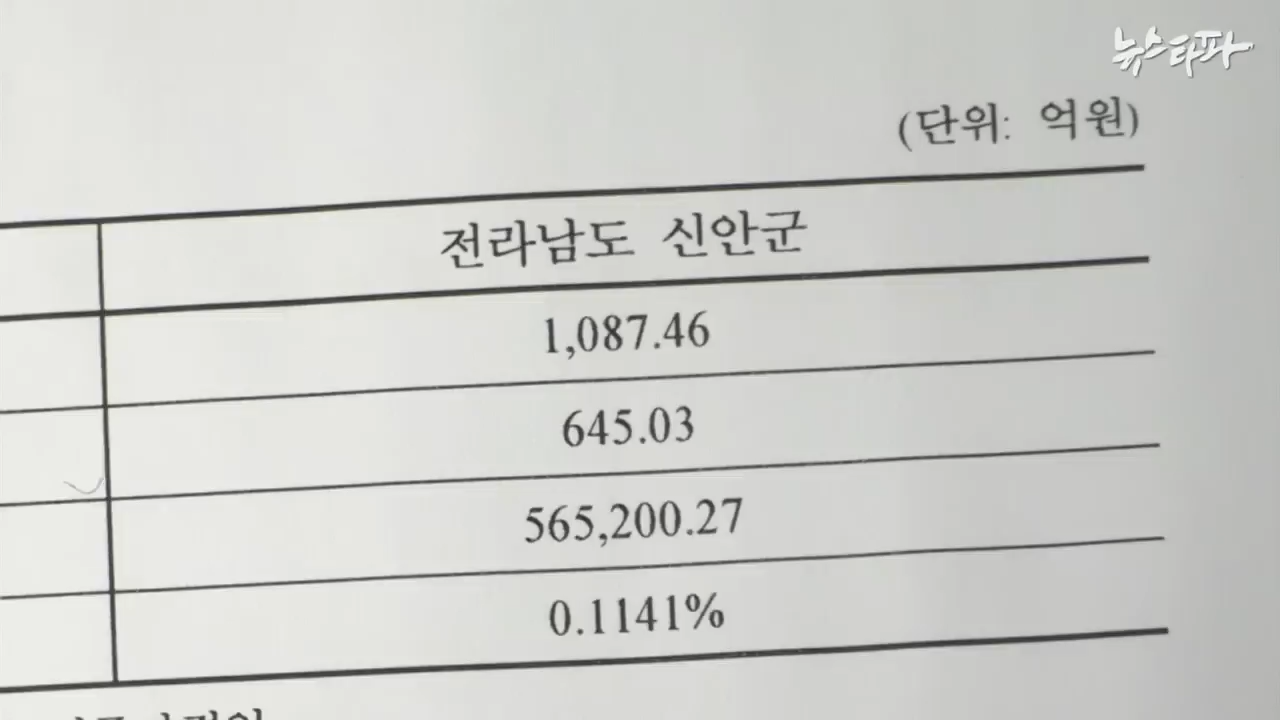 뉴스타파
(단위: 억원)
전라남도 신안군
1,087.46
645.03
565,200.27
0.1141%